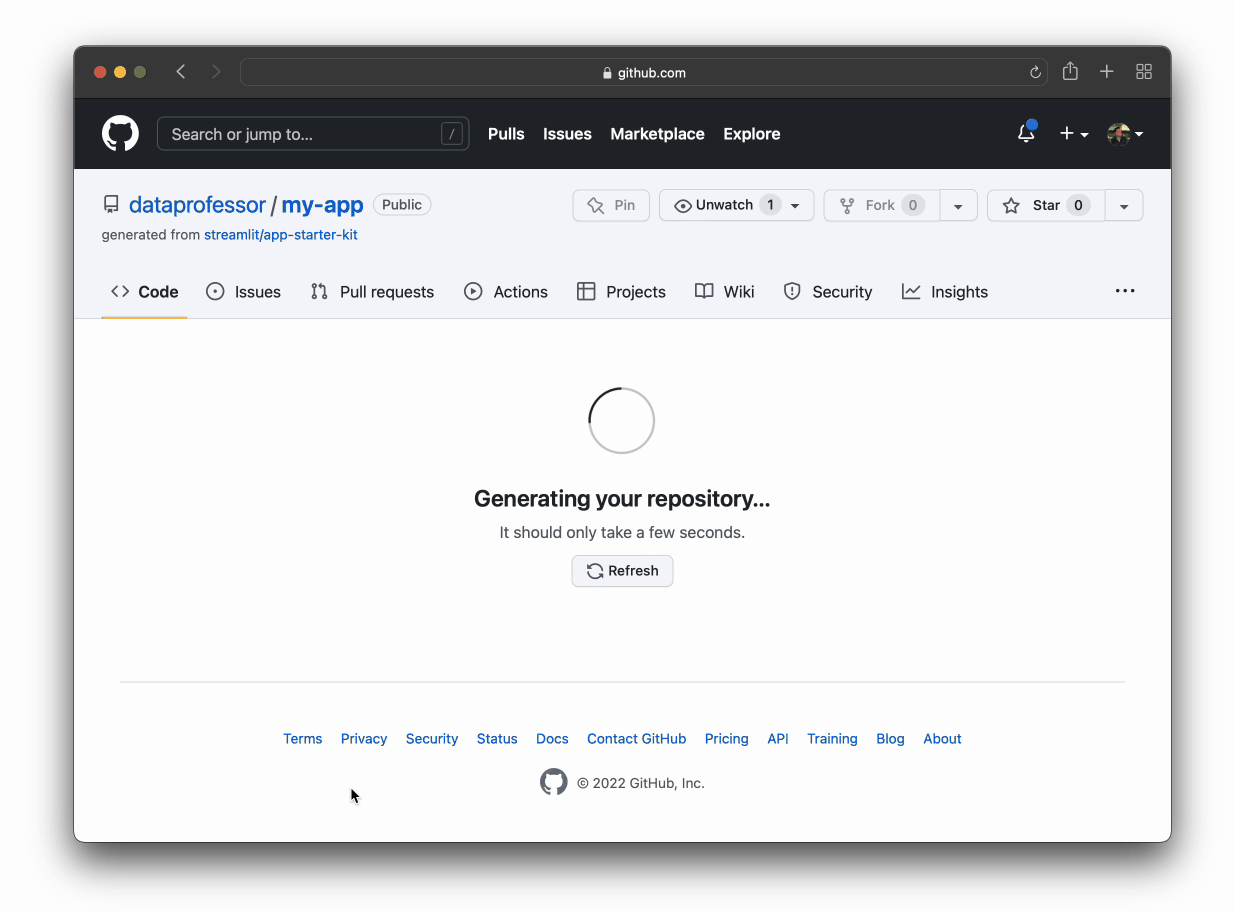 github.com
Search or jump to... / Pulls Issues Marketplace Explore
dataprofessor / my-app Public Pin Unwatch 1 Fork 0 Star 0
generated from streamlit/app-starter-kit
Code Issues Pull requests Actions Projects Wiki Security Insights
Generating your repository...
It should only take a few seconds.
Refresh
Terms Privacy Security Status Docs Contact GitHub Pricing API Training Blog About
© 2022 GitHub, Inc.